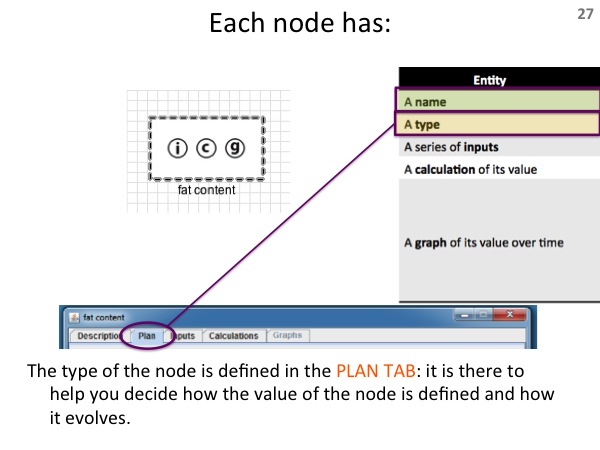 27
Each node has:
Entity
A name
A type
A series of inputs
A calculation of its value
A graph of its value over time
i c g
fat content
fat content
Description Plan Inputs Calculations Graphs
The type of the node is defined in the PLAN TAB: it is there to
help you decide how the value of the node is defined and how
it evolves.